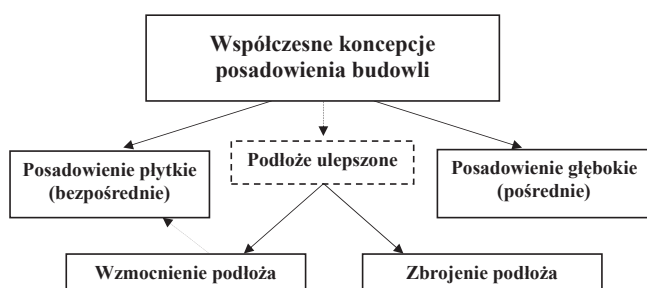 Współczesne koncepcje
posadowienia budowli
Posadowienie płytkie
(bezpośrednie)
Podłoże ulepszone
Posadowienie głębokie
(pośrednie)
Wzmocnienie podłoża
Zbrojenie podłoża